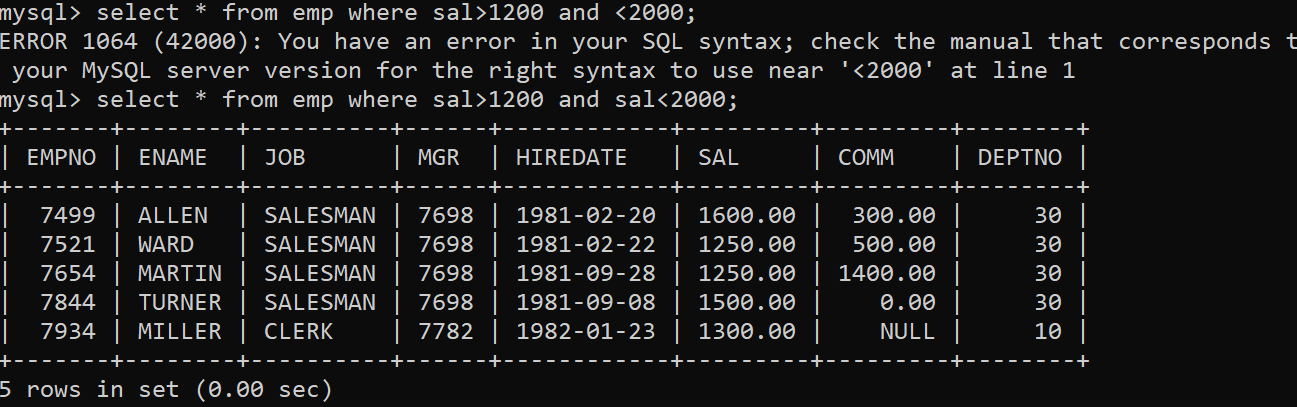 mysql> select * from emp where sal>1200 and <2000;
ERROR 1064 (42000): You have an error in your SQL syntax; check the manual that corresponds t
 your MySQL server version for the right syntax to use near '<2000' at line 1
mysql> select * from emp where sal>1200 and sal<2000;
+-------+--------+----------+------+------------+---------+---------+--------+
| EMPNO | ENAME  | JOB      | MGR  | HIREDATE   | SAL     | COMM    | DEPTNO |
+-------+--------+----------+------+------------+---------+---------+--------+
|  7499 | ALLEN  | SALESMAN | 7698 | 1981-02-20 | 1600.00 |  300.00 |     30 |
|  7521 | WARD   | SALESMAN | 7698 | 1981-02-22 | 1250.00 |  500.00 |     30 |
|  7654 | MARTIN | SALESMAN | 7698 | 1981-09-28 | 1250.00 | 1400.00 |     30 |
|  7844 | TURNER | SALESMAN | 7698 | 1981-09-08 | 1500.00 |    0.00 |     30 |
|  7934 | MILLER | CLERK    | 7782 | 1982-01-23 | 1300.00 |    NULL |     10 |
+-------+--------+----------+------+------------+---------+---------+--------+
5 rows in set (0.00 sec)